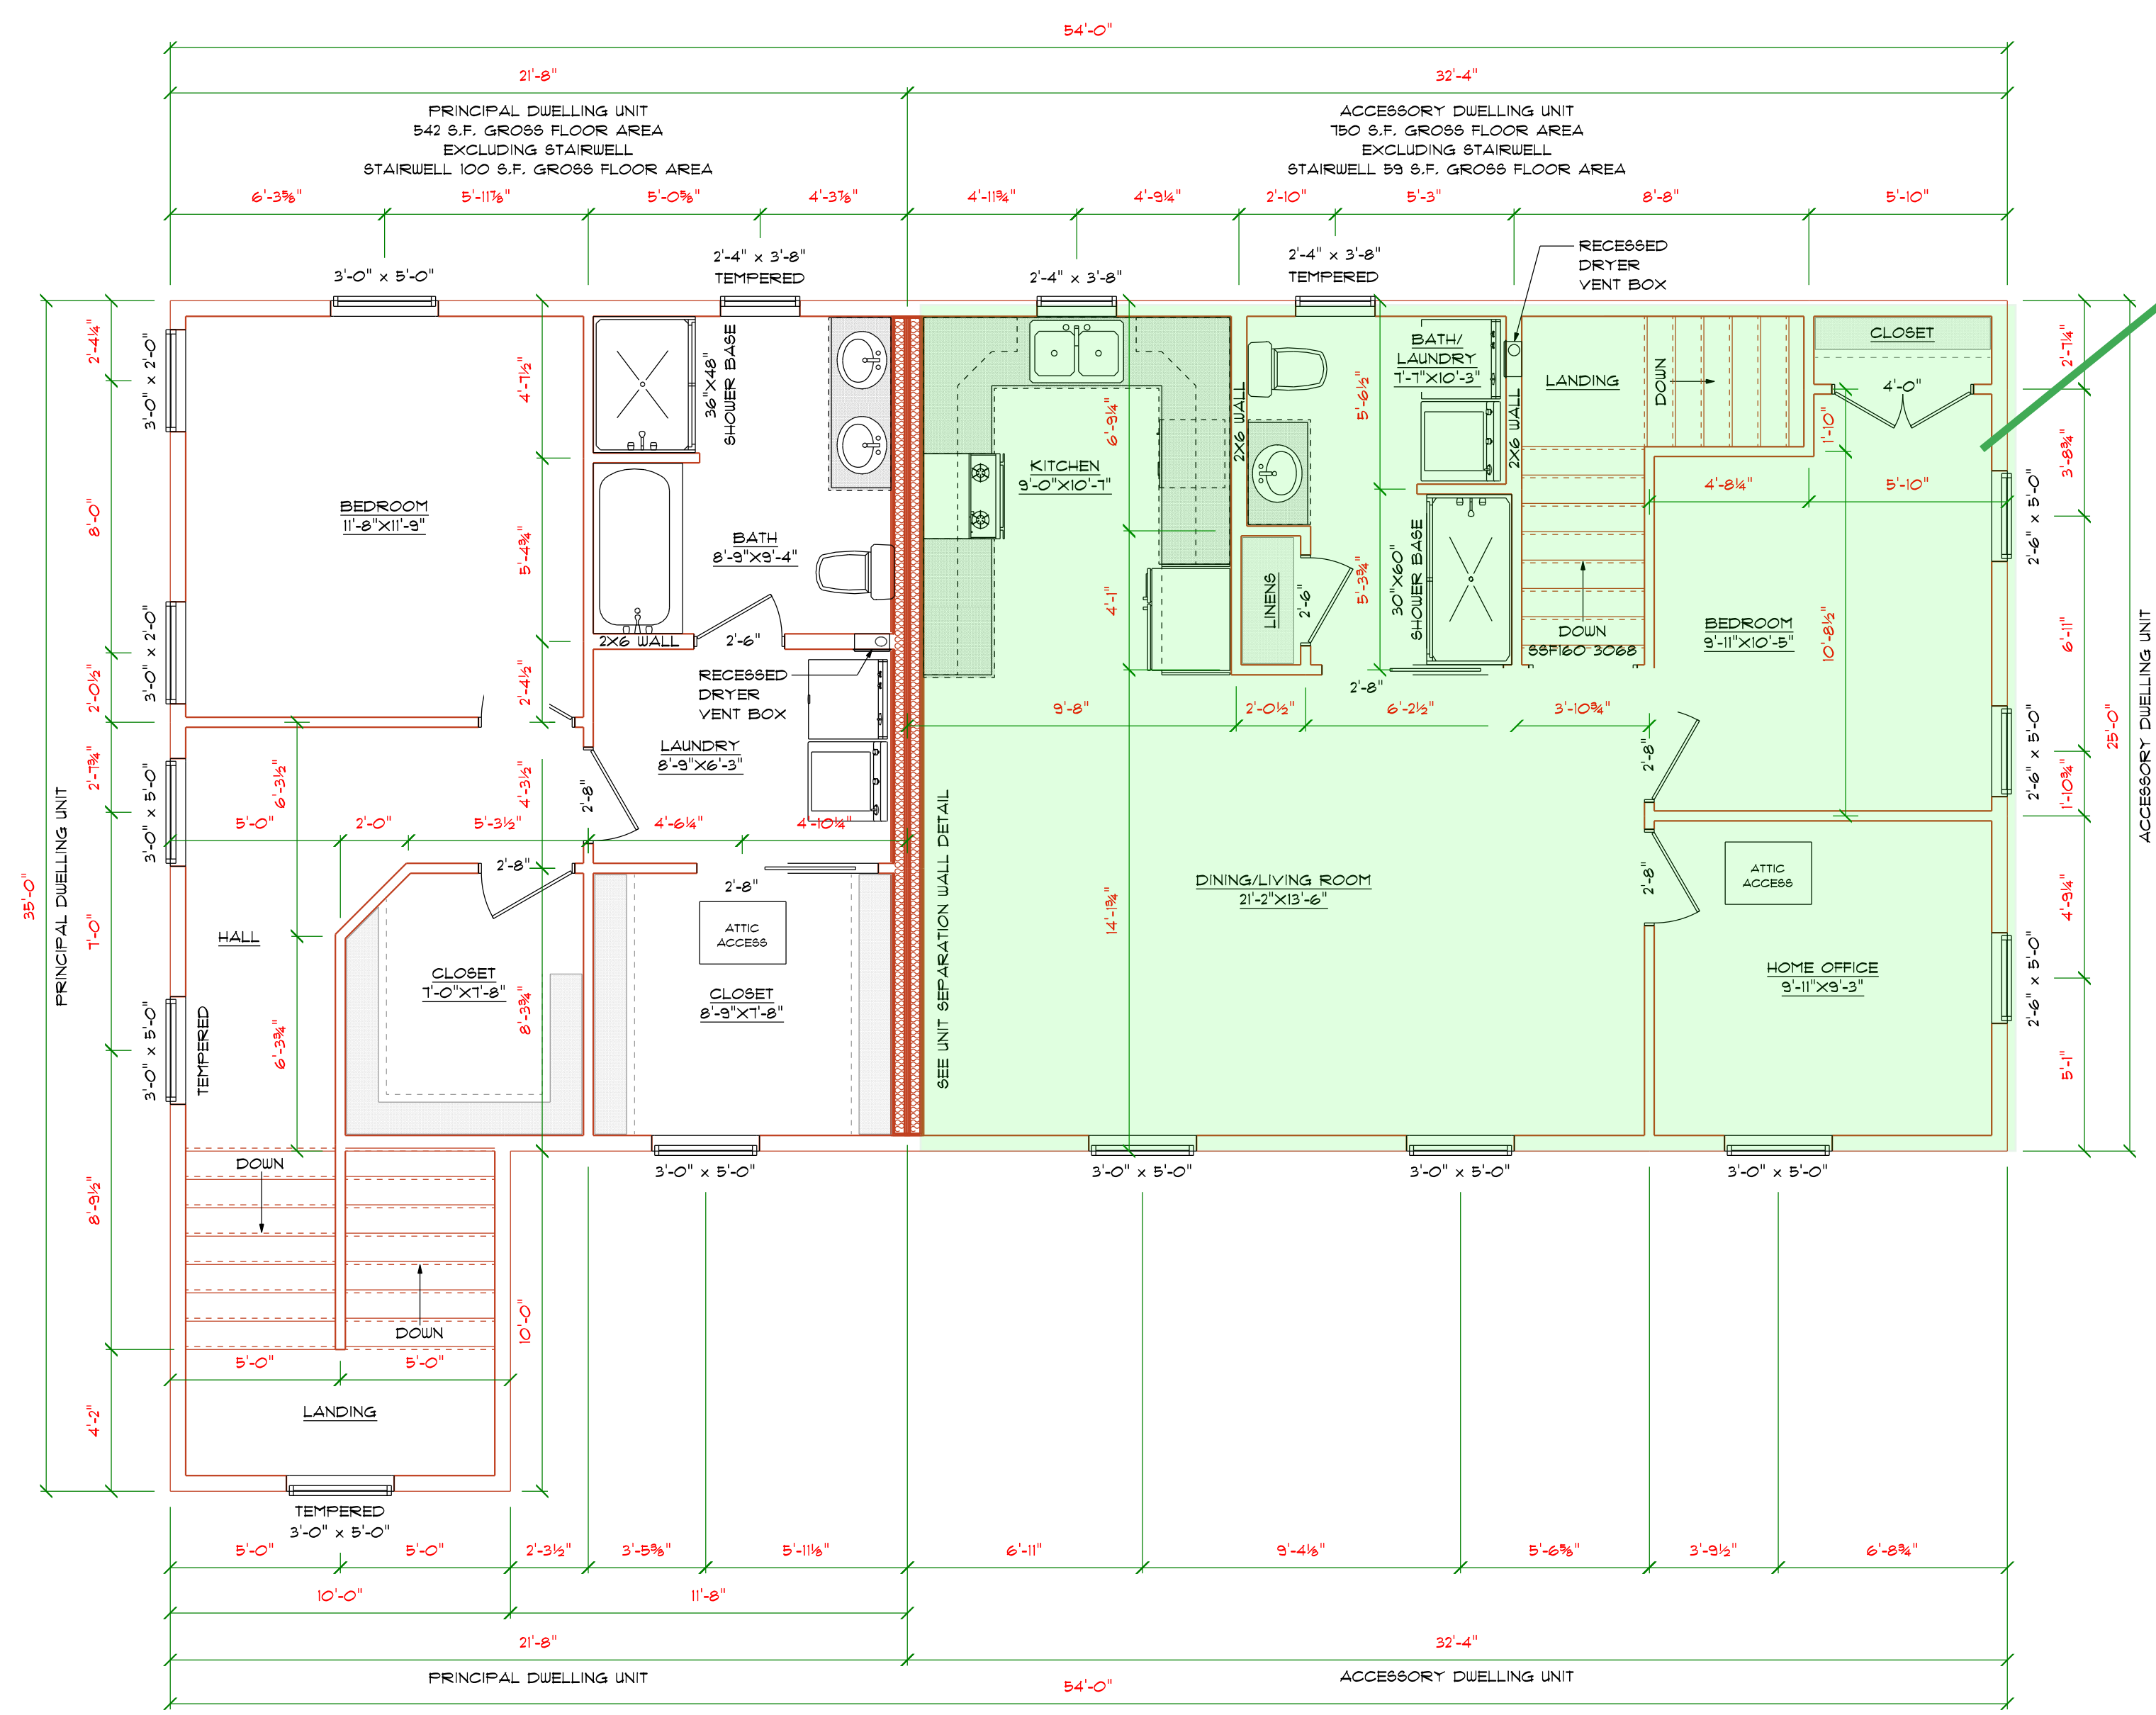 54'-0"
21'-8"
32'-4"
PRINCIPAL DWELLING UNIT
542 S.F. GROSS FLOOR AREA
EXCLUDING STAIRWELL
STAIRWELL 100 S.F. GROSS FLOOR AREA
ACCESSORY DWELLING UNIT
750 S.F. GROSS FLOOR AREA
EXCLUDING STAIRWELL
STAIRWELL 59 S.F. GROSS FLOOR AREA
6'-3⅝"
5'-11⅞"
5'-0⅝"
4'-3⅞"
4'-11¾"
4'-9¼"
2'-10"
5'-3"
8'-8"
5'-10"
3'-0" x 5'-0"
2'-4" x 3'-8"
TEMPERED
2'-4" x 3'-8"
2'-4" x 3'-8"
TEMPERED
RECESSED
DRYER
VENT BOX
2'-4¼"
3'-0" x 2'-0"
8'-0"
3'-0" x 2'-0"
2'-0½"
2'-7¾"
3'-0" x 5'-0"
7'-0"
3'-0" x 5'-0"
TEMPERED
8'-9½"
4'-2"
35'-0"
PRINCIPAL DWELLING UNIT
BEDROOM
11'-8"X11'-9"
4'-7½"
5'-4¾"
2'-4½"
4'-3½"
8'-3¾"
10'-0"
36"X48"
SHOWER BASE
BATH
8'-9"X9'-4"
2X6 WALL
2'-6"
RECESSED
DRYER
VENT BOX
LAUNDRY
8'-9"X6'-3"
2'-8"
6'-3½"
5'-0"
2'-0"
5'-3½"
4'-6¼"
4'-10¼"
2'-8"
2'-8"
ATTIC
ACCESS
HALL
CLOSET
7'-0"X7'-8"
CLOSET
8'-9"X7'-8"
6'-3¾"
3'-0" x 5'-0"
DOWN
DOWN
5'-0"
5'-0"
LANDING
TEMPERED
3'-0" x 5'-0"
KITCHEN
9'-0"X10'-7"
6'-9¼"
4'-1"
14'-1¾"
2X6 WALL
BATH/
LAUNDRY
7'-7"X10'-3"
5'-6½"
5'-3¾"
2X6 WALL
LINENS
2'-6"
30"X60"
SHOWER BASE
2'-8"
LANDING
DOWN
DOWN
SSF160 3068
CLOSET
4'-0"
1'-10"
4'-8¼"
5'-10"
BEDROOM
9'-11"X10'-5"
10'-8½"
9'-8"
2'-0½"
6'-2½"
3'-10¾"
2'-8"
2'-8"
SEE UNIT SEPARATION WALL DETAIL
DINING/LIVING ROOM
21'-2"X13'-6"
ATTIC
ACCESS
HOME OFFICE
9'-11"X9'-3"
3'-0" x 5'-0"
3'-0" x 5'-0"
3'-0" x 5'-0"
2'-7¼"
3'-8¾"
2'-6" x 5'-0"
6'-11"
2'-6" x 5'-0"
1'-10¾"
4'-9¼"
2'-6" x 5'-0"
5'-1"
25'-0"
ACCESSORY DWELLING UNIT
5'-0"
5'-0"
2'-3½"
3'-5⅜"
5'-11⅛"
6'-11"
9'-4⅛"
5'-6⅝"
3'-9½"
6'-8¾"
10'-0"
11'-8"
21'-8"
32'-4"
PRINCIPAL DWELLING UNIT
ACCESSORY DWELLING UNIT
54'-0"